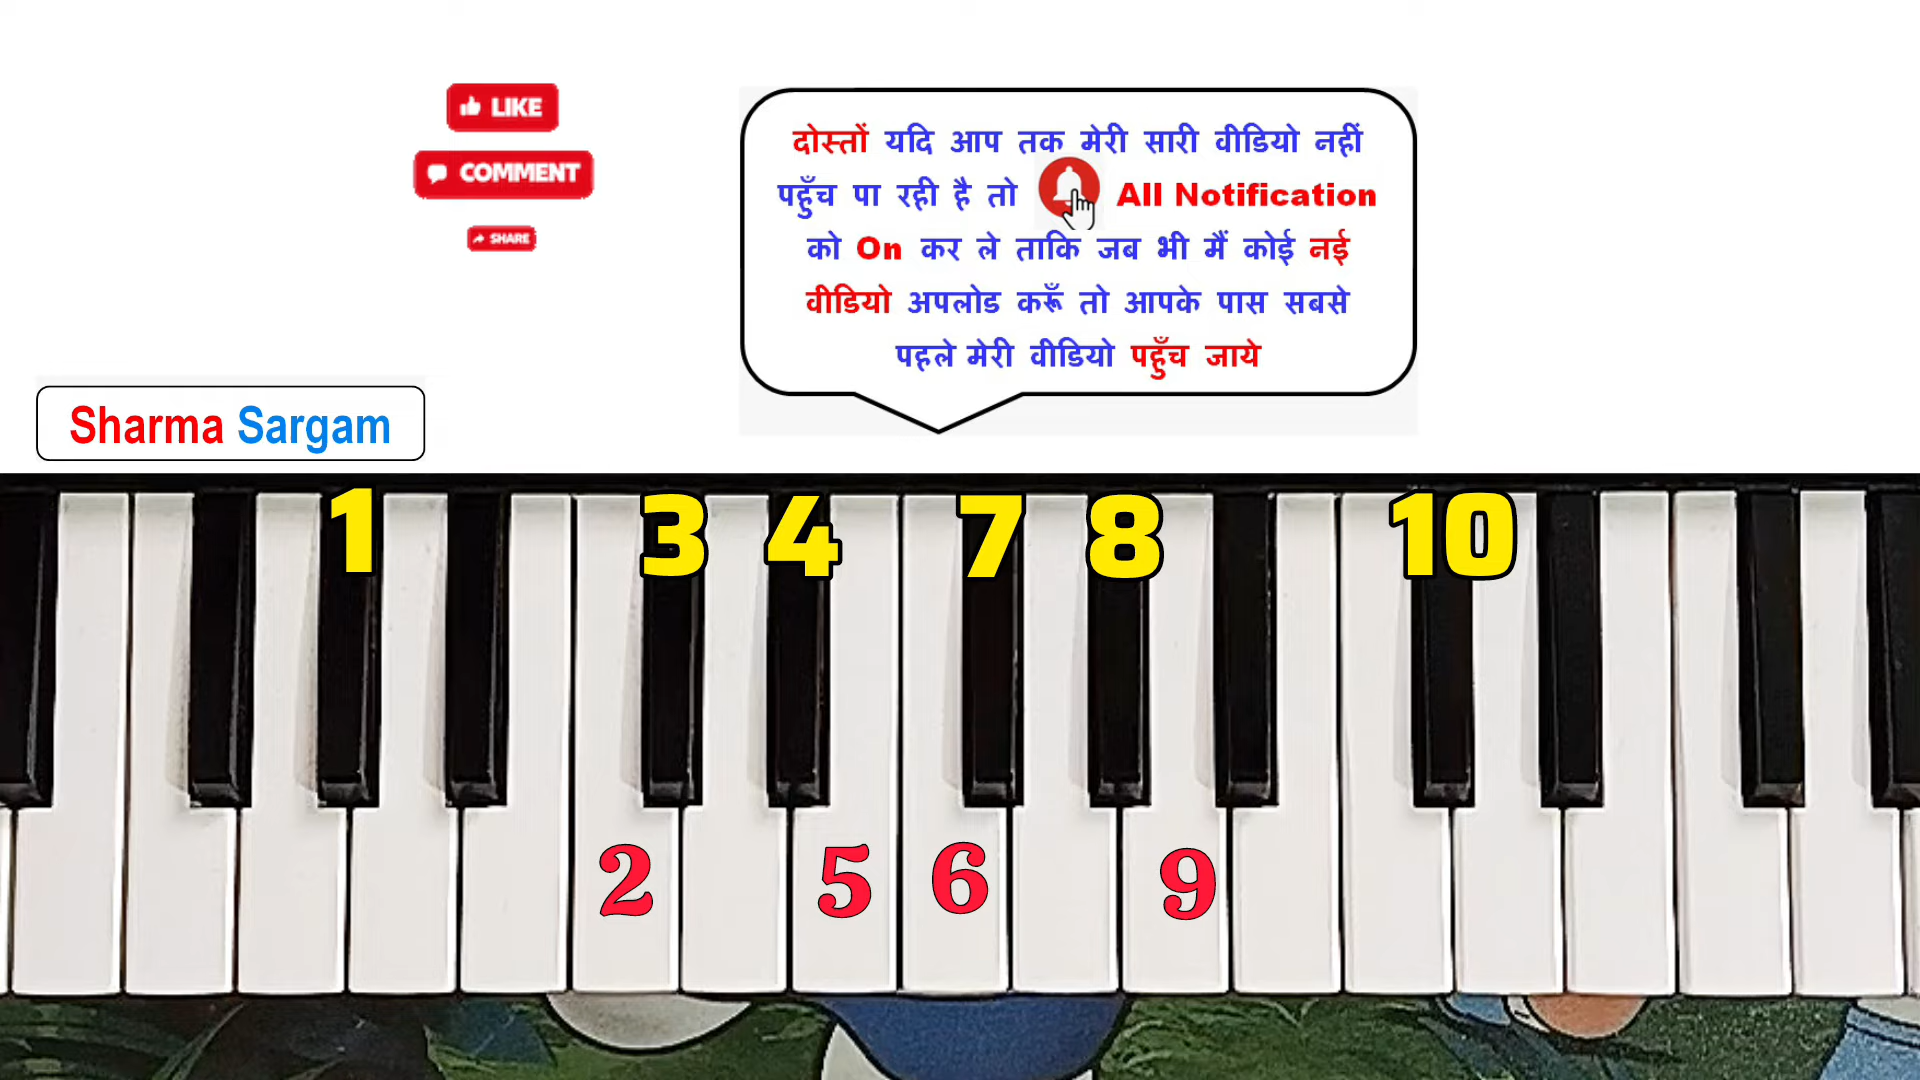 LIKE
COMMENT
SHARE
दोस्तों यदि आप तक मेरी सारी वीडियो नहीं
पहुँच पा रही है तो All Notification
को On कर ले ताकि जब भी मैं कोई नई
वीडियो अपलोड करूँ तो आपके पास सबसे
पहले मेरी वीडियो पहुँच जाये
Sharma Sargam
1 3 4 7 8 10
2 5 6 9